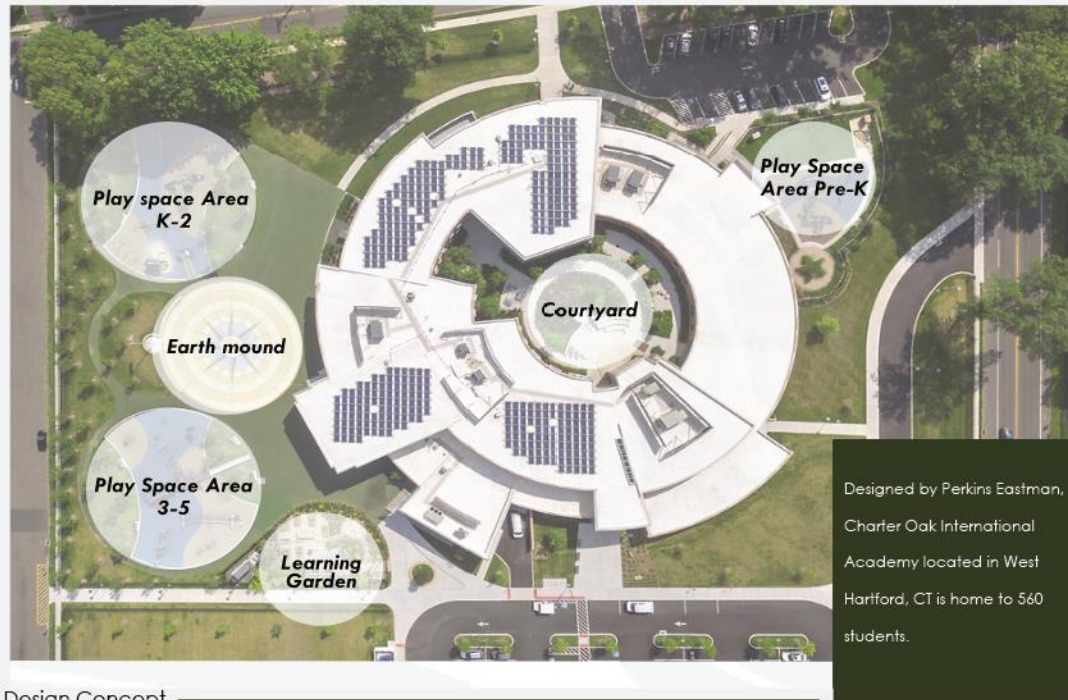 Play space Area
K-2
Play Space
Area Pre-K
Courtyard
Earth mound
Play Space Area
3-5
Learning
Garden
Designed by Perkins Eastman,
Charter Oak International
Academy located in West
Hartford, CT is home to 560
students.
Design Concept